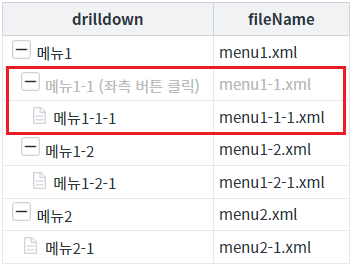 drilldown fileName
메뉴1 menu1.xml
메뉴1-1 (좌측 버튼 클릭) menu1-1.xml
메뉴1-1-1 menu1-1-1.xml
메뉴1-2 menu1-2.xml
메뉴1-2-1 menu1-2-1.xml
메뉴2 menu2.xml
메뉴2-1 menu2-1.xml